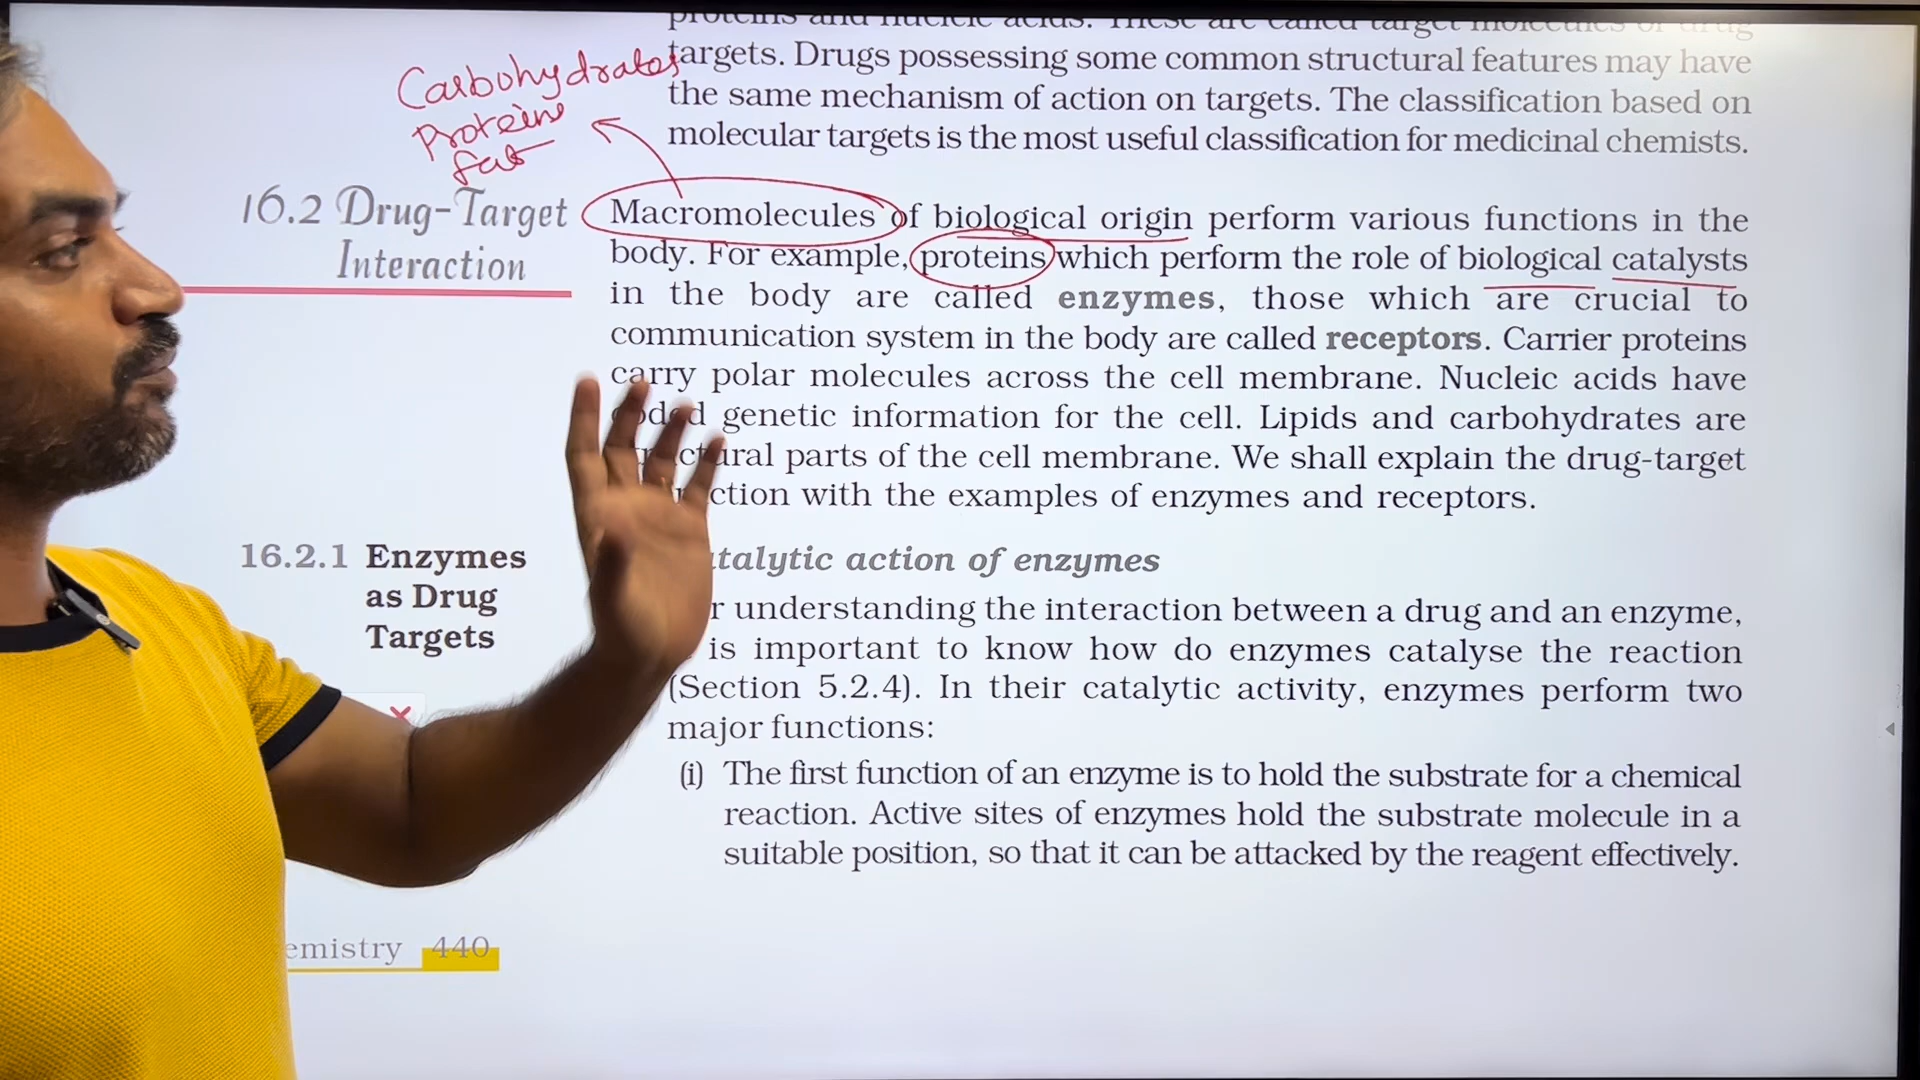 targets. Drugs possessing some common structural features may have
the same mechanism of action on targets. The classification based on
molecular targets is the most useful classification for medicinal chemists.
Carbohydrates
Proteins
fat
16.2 Drug-Target
Interaction
Macromolecules of biological origin perform various functions in the
body. For example, proteins which perform the role of biological catalysts
in the body are called enzymes, those which are crucial to
communication system in the body are called receptors. Carrier proteins
carry polar molecules across the cell membrane. Nucleic acids have
genetic information for the cell. Lipids and carbohydrates are
parts of the cell membrane. We shall explain the drug-target
with the examples of enzymes and receptors.
16.2.1 Enzymes
as Drug
Targets
action of enzymes
understanding the interaction between a drug and an enzyme,
is important to know how do enzymes catalyse the reaction
(Section 5.2.4). In their catalytic activity, enzymes perform two
major functions:
(i) The first function of an enzyme is to hold the substrate for a chemical
reaction. Active sites of enzymes hold the substrate molecule in a
suitable position, so that it can be attacked by the reagent effectively.
emistry 440